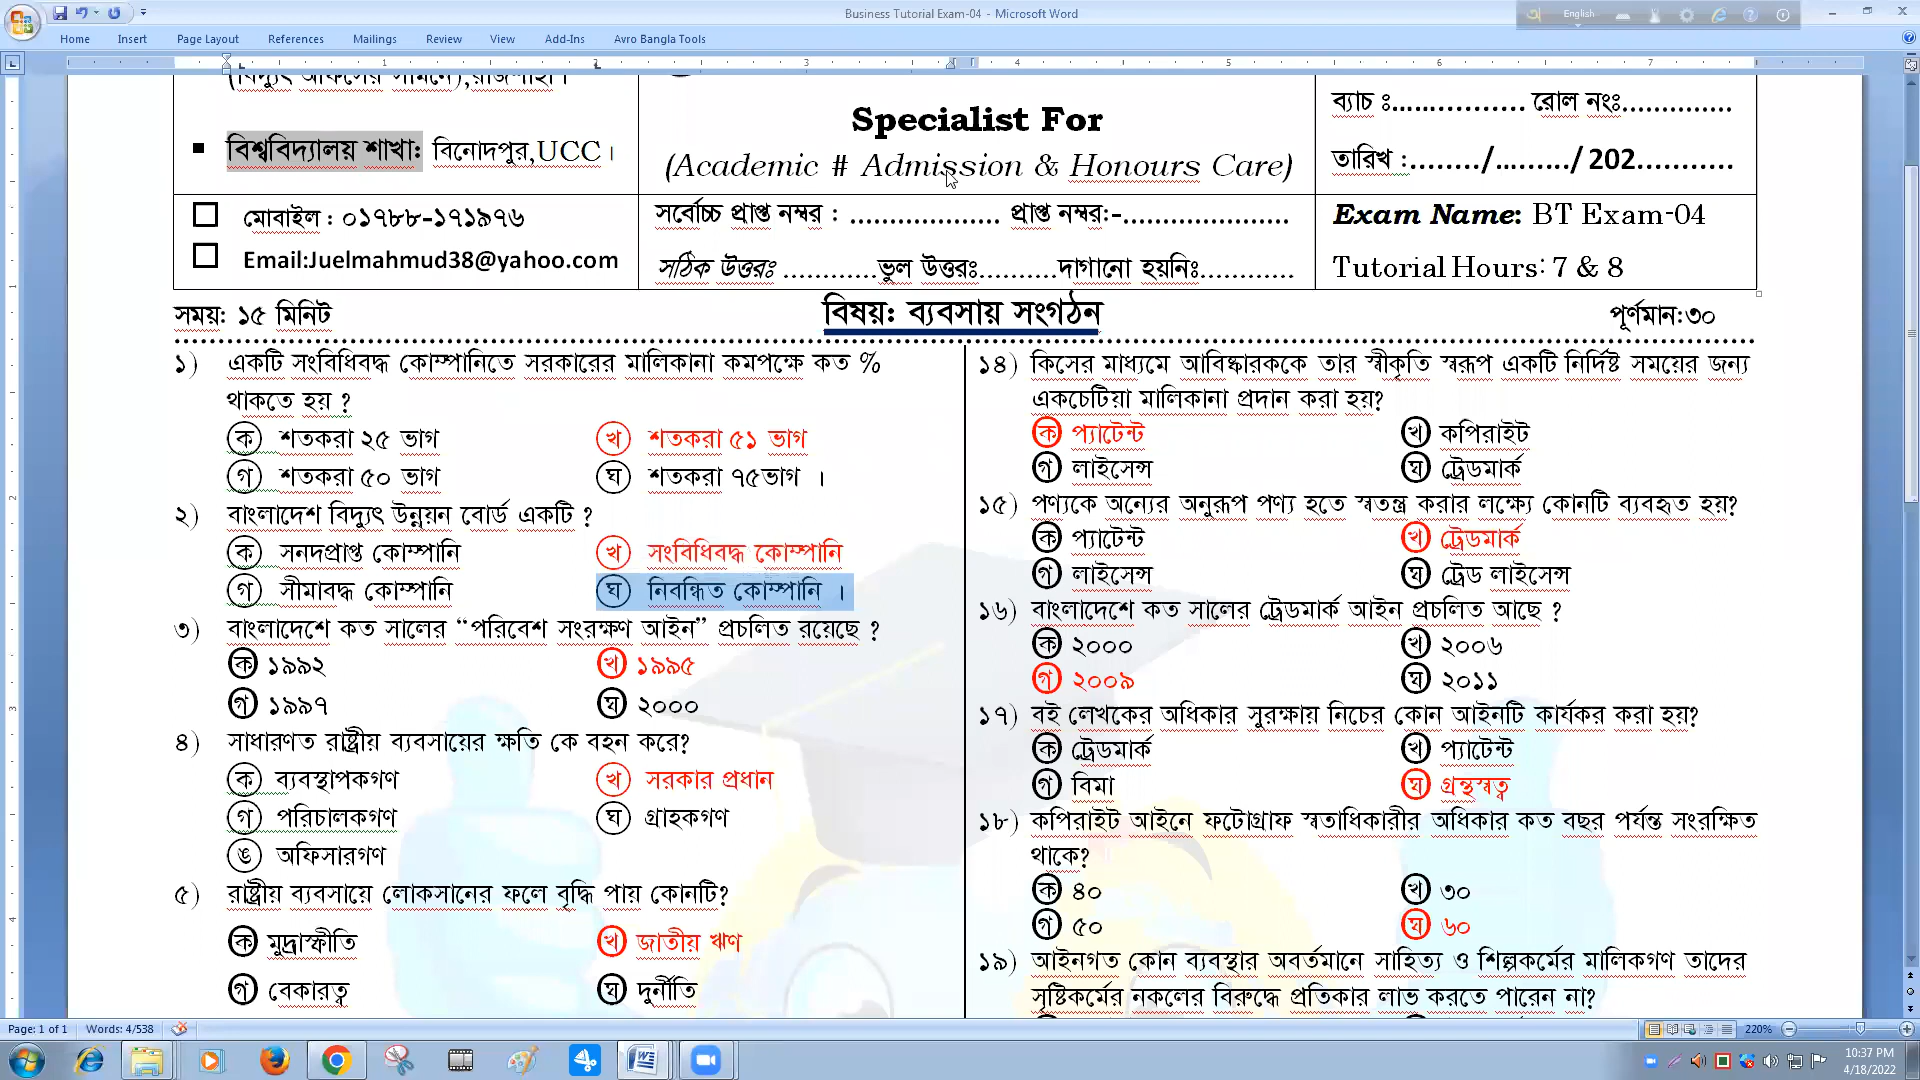 Business Tutorial Exam-04 - Microsoft Word
English
Home Insert Page Layout References Mailings Review View Add-Ins Avro Bangla Tools
(বিদ্যুৎ অফিসের সামনে),রাজশাহী।
বিশ্ববিদ্যালয় শাখা: বিনোদপুর,UCC।
মোবাইল : ০১৭৮৮-১৭১৯৭৬
Email:Juelmahmud38@yahoo.com
Specialist For
(Academic # Admission & Honours Care)
সর্বোচ্চ প্রাপ্ত নম্বর : .................... প্রাপ্ত নম্বর:-......................
সঠিক উত্তরঃ ............ভুল উত্তরঃ..........দাগানো হয়নিঃ............
ব্যাচ ঃ................ রোল নংঃ..............
তারিখ :......../........./ 202............
Exam Name: BT Exam-04
Tutorial Hours: 7 & 8
সময়: ১৫ মিনিট
বিষয়: ব্যবসায় সংগঠন
পূর্ণমান:৩০
১) একটি সংবিধিবদ্ধ কোম্পানিতে সরকারের মালিকানা কমপক্ষে কত %
থাকতে হয় ?
ক শতকরা ২৫ ভাগ খ শতকরা ৫১ ভাগ
গ শতকরা ৫০ ভাগ ঘ শতকরা ৭৫ভাগ ।
২) বাংলাদেশ বিদ্যুৎ উন্নয়ন বোর্ড একটি ?
ক সনদপ্রাপ্ত কোম্পানি খ সংবিধিবদ্ধ কোম্পানি
গ সীমাবদ্ধ কোম্পানি ঘ নিবন্ধিত কোম্পানি ।
৩) বাংলাদেশে কত সালের “পরিবেশ সংরক্ষণ আইন” প্রচলিত রয়েছে ?
ক ১৯৯২ খ ১৯৯৫
গ ১৯৯৭ ঘ ২০০০
৪) সাধারণত রাষ্ট্রীয় ব্যবসায়ের ক্ষতি কে বহন করে?
ক ব্যবস্থাপকগণ খ সরকার প্রধান
গ পরিচালকগণ ঘ গ্রাহকগণ
ঙ অফিসারগণ
৫) রাষ্ট্রীয় ব্যবসায়ে লোকসানের ফলে বৃদ্ধি পায় কোনটি?
ক মুদ্রাস্ফীতি খ জাতীয় ঋণ
গ বেকারত্ব ঘ দুর্নীতি
১৪) কিসের মাধ্যমে আবিষ্কারককে তার স্বীকৃতি স্বরূপ একটি নির্দিষ্ট সময়ের জন্য
একচেটিয়া মালিকানা প্রদান করা হয়?
ক প্যাটেন্ট খ কপিরাইট
গ লাইসেন্স ঘ ট্রেডমার্ক
১৫) পণ্যকে অন্যের অনুরূপ পণ্য হতে স্বতন্ত্র করার লক্ষ্যে কোনটি ব্যবহৃত হয়?
ক প্যাটেন্ট খ ট্রেডমার্ক
গ লাইসেন্স ঘ ট্রেড লাইসেন্স
১৬) বাংলাদেশে কত সালের ট্রেডমার্ক আইন প্রচলিত আছে ?
ক ২০০০ খ ২০০৬
গ ২০০৯ ঘ ২০১১
১৭) বই লেখকের অধিকার সুরক্ষায় নিচের কোন আইনটি কার্যকর করা হয়?
ক ট্রেডমার্ক খ প্যাটেন্ট
গ বিমা ঘ গ্রন্থস্বত্ব
১৮) কপিরাইট আইনে ফটোগ্রাফ স্বতাধিকারীর অধিকার কত বছর পর্যন্ত সংরক্ষিত
থাকে?
ক ৪০ খ ৩০
গ ৫০ ঘ ৬০
১৯) আইনগত কোন ব্যবস্থার অবর্তমানে সাহিত্য ও শিল্পকর্মের মালিকগণ তাদের
সৃষ্টিকর্মের নকলের বিরুদ্ধে প্রতিকার লাভ করতে পারেন না?
Page: 1 of 1 Words: 4/538 220%
10:37 PM
4/18/2022